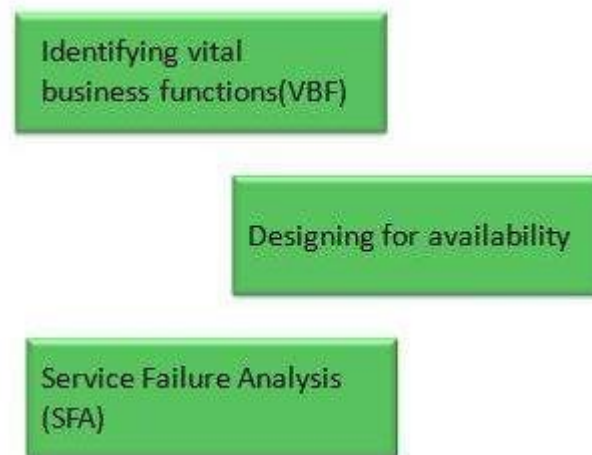 Identifying vital
business functions(VBF)
Designing for availability
Service Failure Analysis
(SFA)